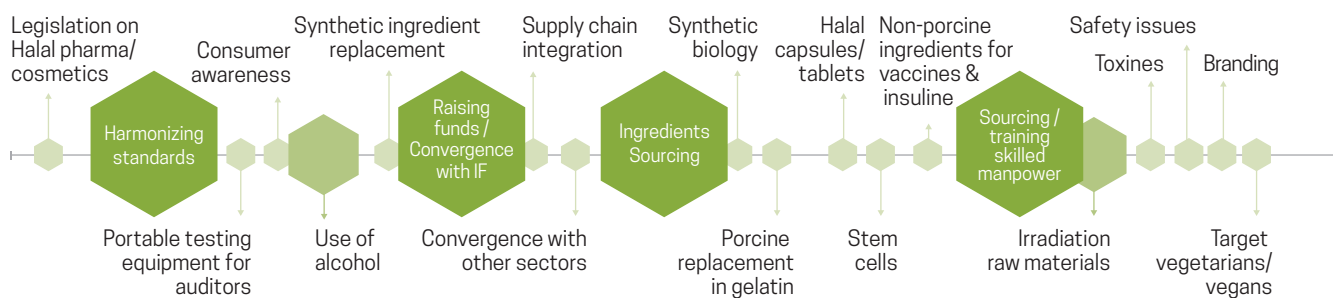 Legislation on
Halal pharma/
cosmetics
Harmonizing
standards
Portable testing
equipment for
auditors
Consumer
awareness
Use of
alcohol
Synthetic ingredient
replacement
Raising
funds /
Convergence
with IF
Supply chain
integration
Convergence with
other sectors
Ingredients
Sourcing
Synthetic
biology
Porcine
replacement
in gelatin
Halal
capsules/
tablets
Stem
cells
Non-porcine
ingredients for
vaccines &
insuline
Sourcing /
training
skilled
manpower
Irradiation
raw materials
Toxines
Safety issues
Branding
Target
vegetarians/
vegans